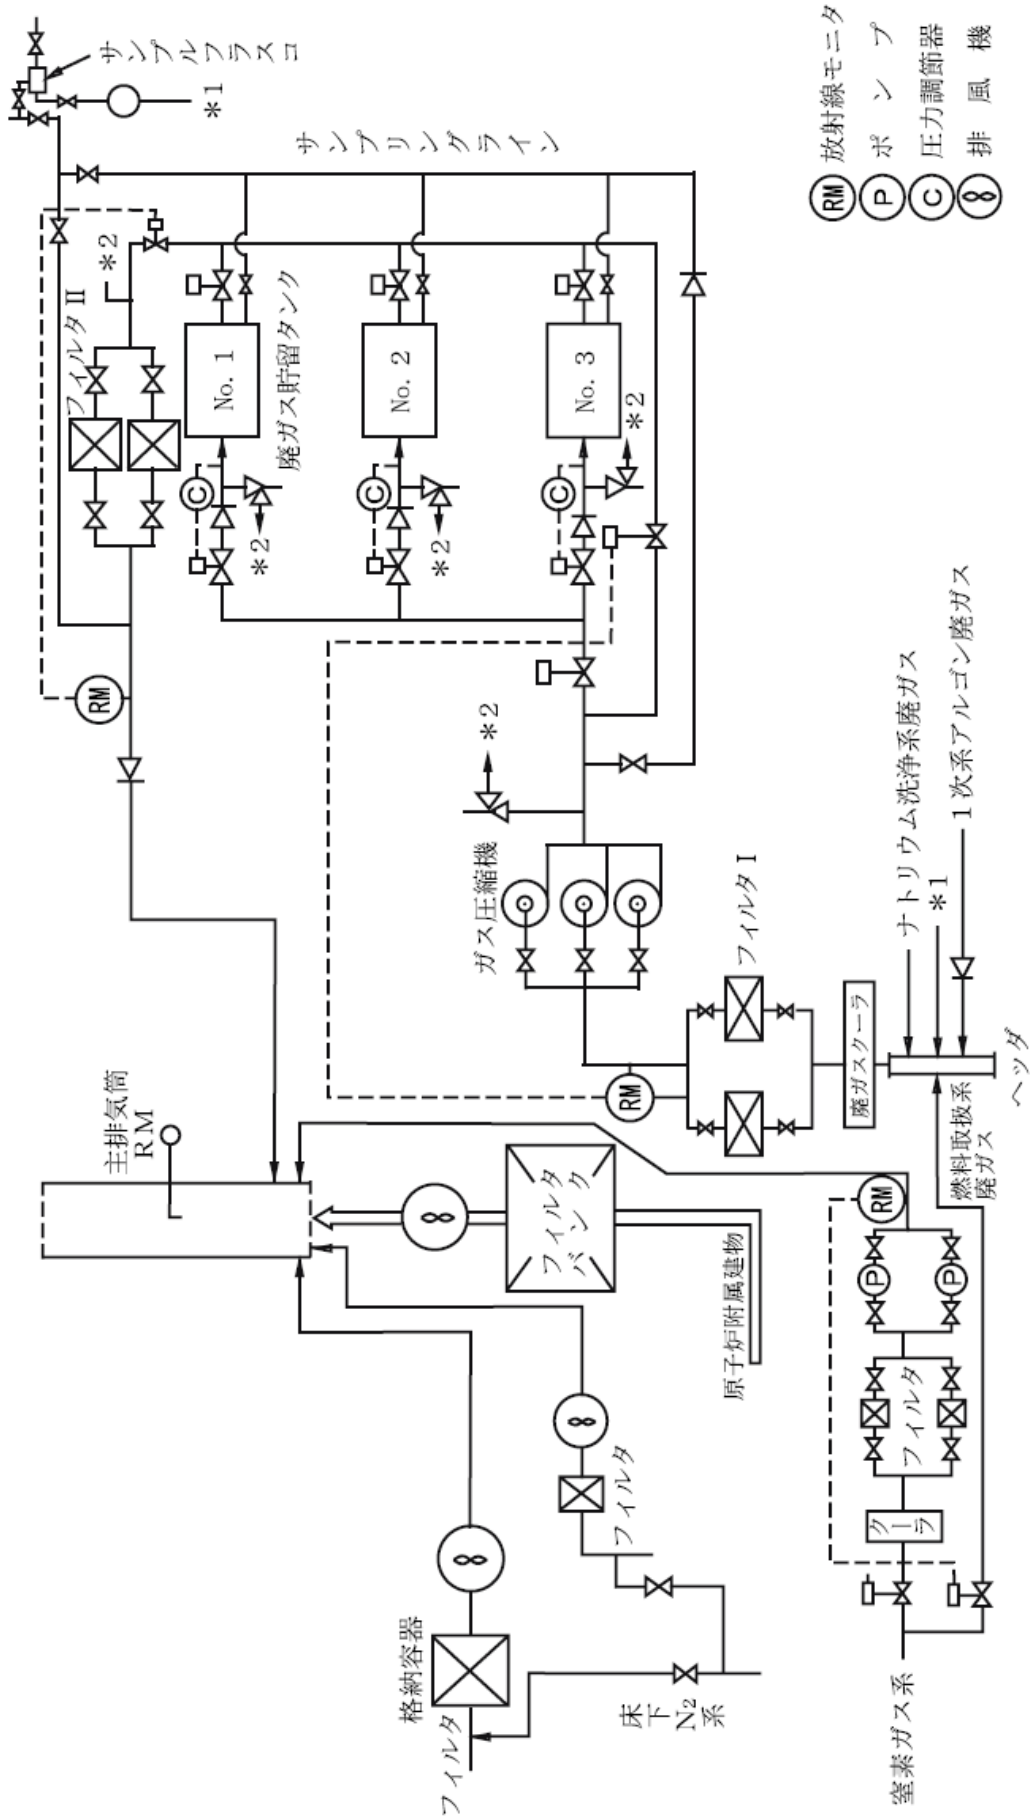 主排気筒
RM
格納容器
フィルタ
床下
N₂
系
フィルタ
フィルタ
バンク
原子炉附属建物
窒素ガス系
クーラ
フィルタ
P
P
RM
燃料取扱系
廃ガス
ヘッダ
ナトリウム洗浄系廃ガス
*1
1次系アルゴン廃ガス
廃ガスクーラ
フィルタI
RM
ガス圧縮機
*2
RM
フィルタII
*2
No. 1
No. 2
No. 3
廃ガス貯留タンク
C
C
C
*2
*2
*2
サンプリングライン
サンプルフラスコ
*1
RM 放射線モニタ
P ポンプ
C 圧力調節器
排風機